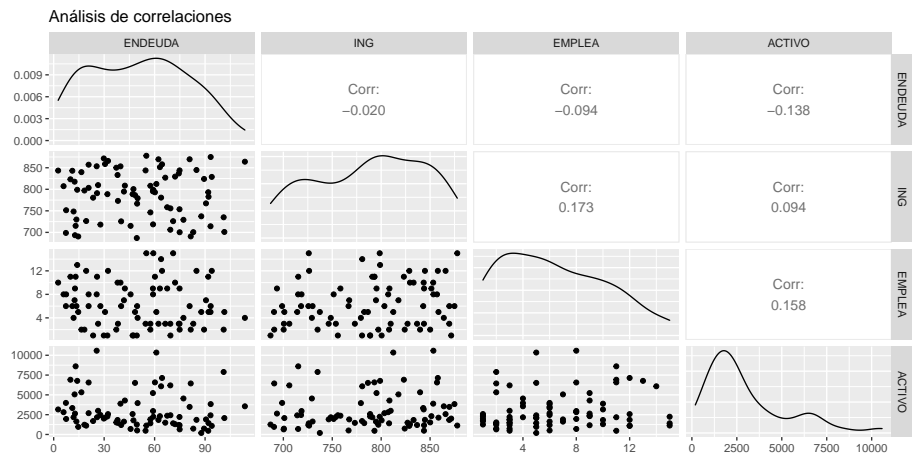 Análisis de correlaciones
ENDEUDA ING EMPLEA ACTIVO
0.009
0.006
0.003
0.000
Corr:
−0.020
Corr:
−0.094
Corr:
−0.138
ENDEUDA
850
800
750
700
Corr:
0.173
Corr:
0.094
ING
12
8
4
Corr:
0.158
EMPLEA
10000
7500
5000
2500
0
ACTIVO
0 30 60 90 700 750 800 850 4 8 12 0 2500 5000 7500 10000